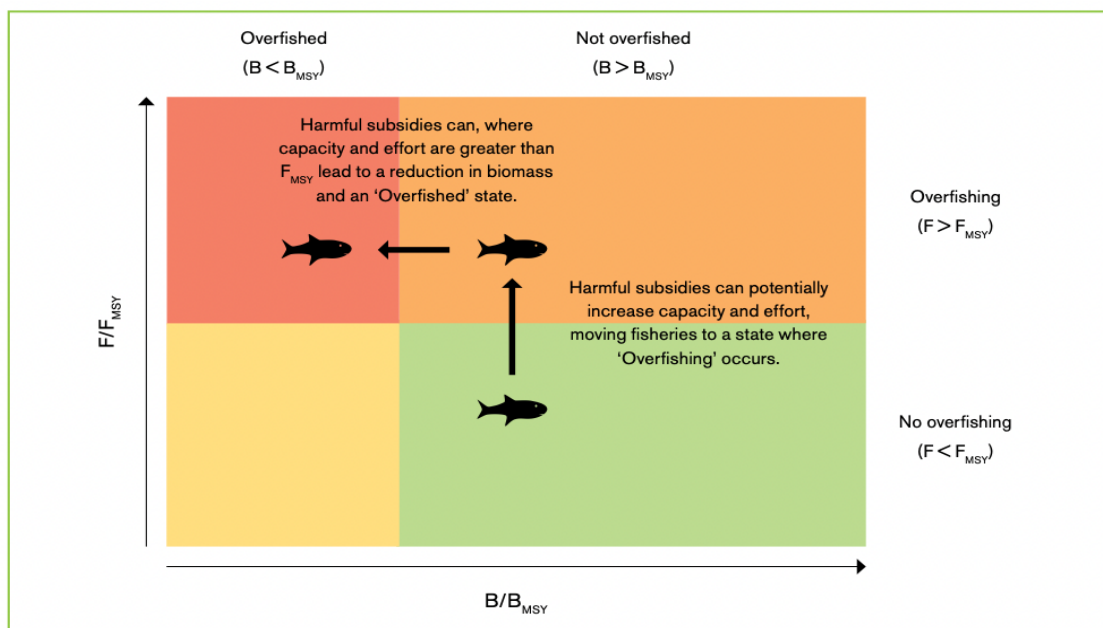 Overfished
(B < BMSY)
Not overfished
(B > BMSY)
Harmful subsidies can, where
capacity and effort are greater than
FMSY lead to a reduction in biomass
and an ‘Overfished’ state.
Overfishing
(F > FMSY)
Harmful subsidies can potentially
increase capacity and effort,
moving fisheries to a state where
‘Overfishing’ occurs.
F/FMSY
No overfishing
(F < FMSY)
B/BMSY